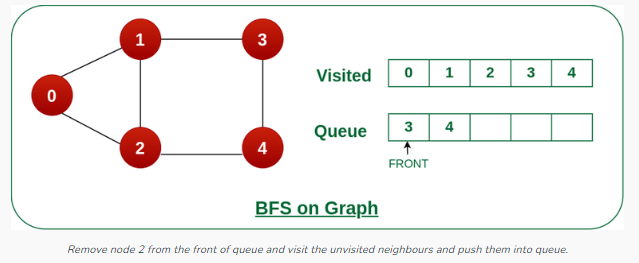 1 3
0
2 4
Visited 0 1 2 3 4
Queue 3 4
FRONT
BFS on Graph
Remove node 2 from the front of queue and visit the unvisited neighbours and push them into queue.